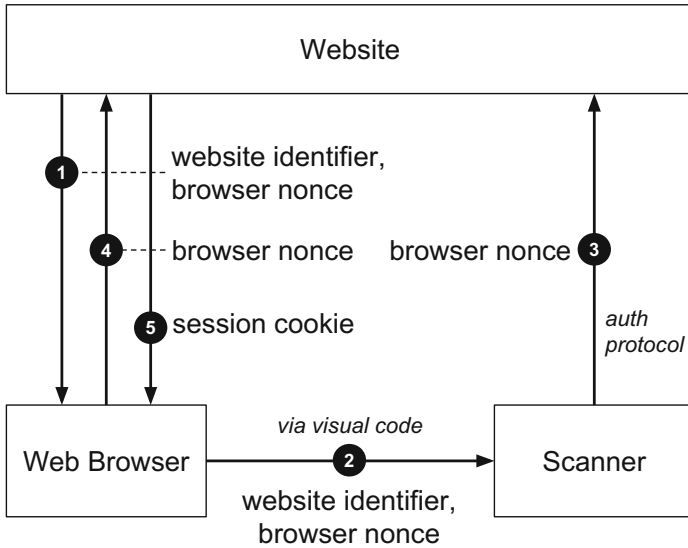 Website
1
website identifier,
browser nonce
4
browser nonce
browser nonce
3
5
session cookie
auth
protocol
Web Browser
via visual code
2
website identifier,
browser nonce
Scanner